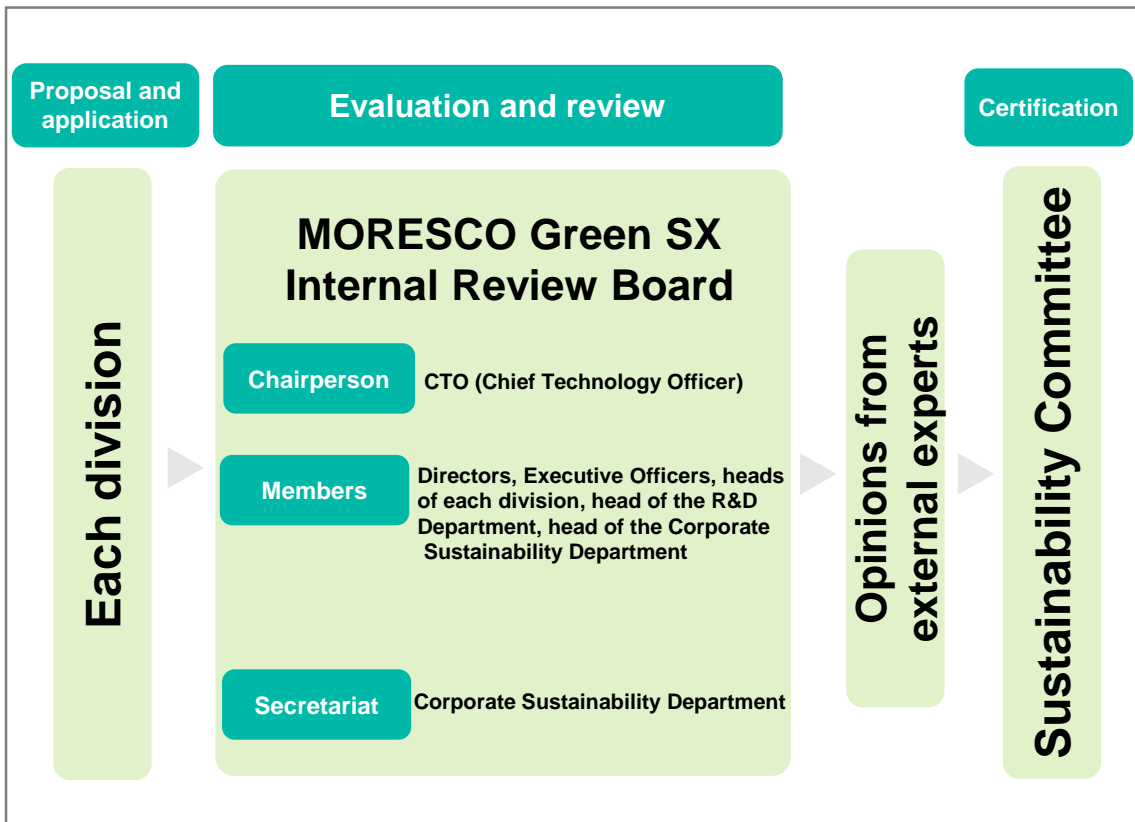 Proposal and
application
Evaluation and review
Certification
Each division
MORESCO Green SX
Internal Review Board
Chairperson
CTO (Chief Technology Officer)
Members
Directors, Executive Officers, heads
of each division, head of the R&D
Department, head of the Corporate
Sustainability Department
Secretariat
Corporate Sustainability Department
Opinions from
external experts
Sustainability Committee